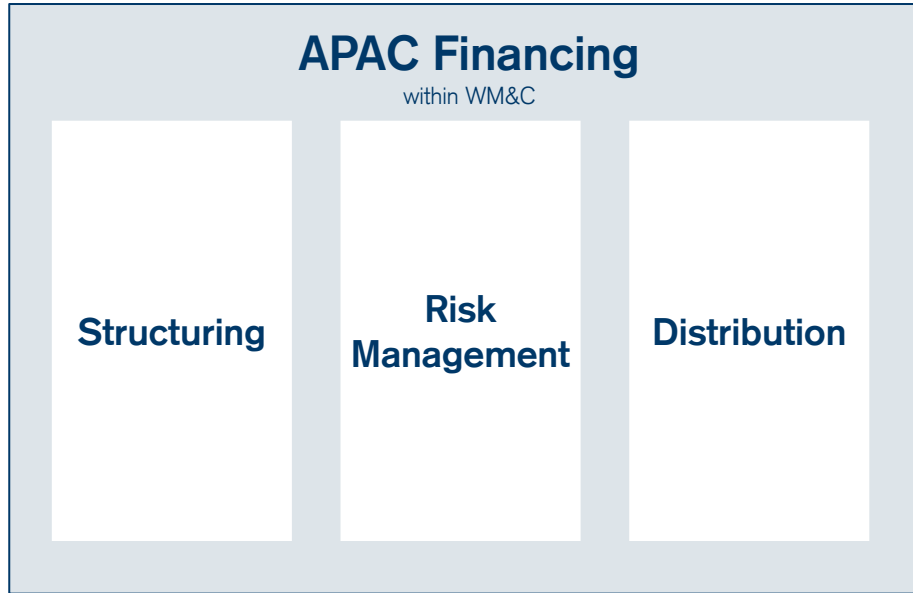 APAC Financing
within WM&C
Structuring
Risk
Management
Distribution